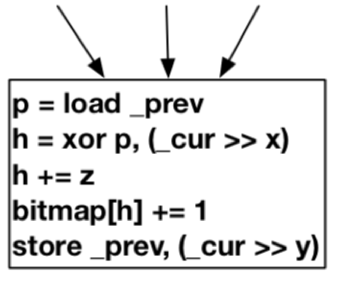 p = load _prev
h = xor p, (_cur >> x)
h += z
bitmap[h] += 1
store _prev, (_cur >> y)